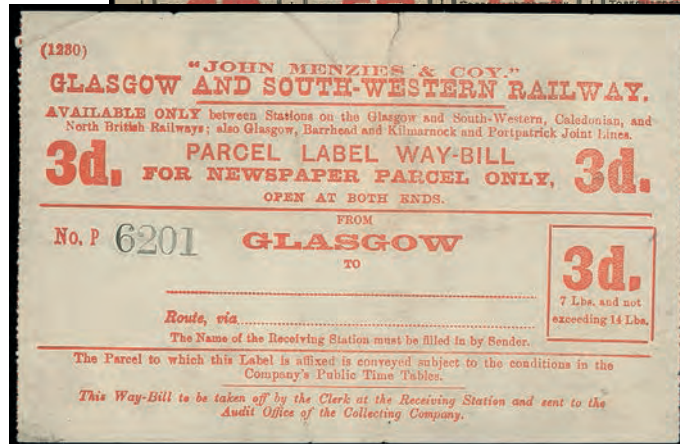 (1230)
"JOHN MENZIES & COY."
GLASGOW AND SOUTH-WESTERN RAILWAY.
AVAILABLE ONLY between Stations on the Glasgow and South-Western, Caledonian, and
North British Railways; also Glasgow, Barrhead and Kilmarnock and Portpatrick Joint Lines.
3d. PARCEL LABEL WAY-BILL 3d.
FOR NEWSPAPER PARCEL ONLY,
OPEN AT BOTH ENDS.
FROM
No. P 6201 GLASGOW
TO
3d.
7 Lbs. and not
exceeding 14 Lbs.
Route, via
The Name of the Receiving Station must be filled in by Sender.
The Parcel to which this Label is affixed is conveyed subject to the conditions in the
Company's Public Time Tables.
This Way-Bill to be taken off by the Clerk at the Receiving Station and sent to the
Audit Office of the Collecting Company.